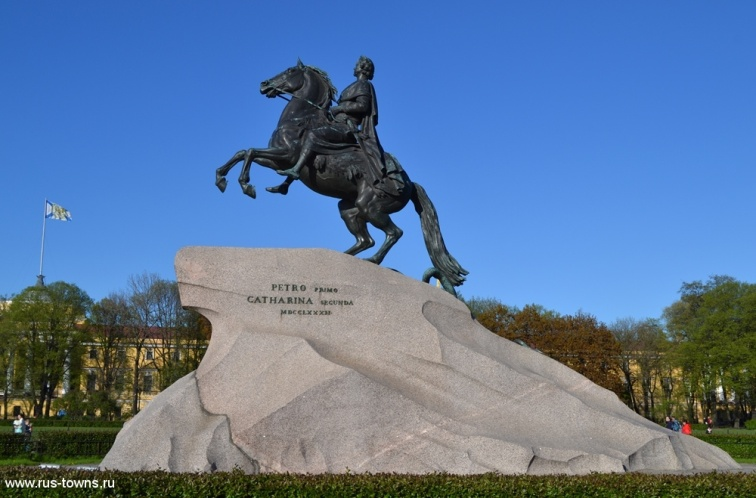 PETRO PRIMO
CATHARINA SECUNDA
MDCCLXXXII
www.rus-towns.ru